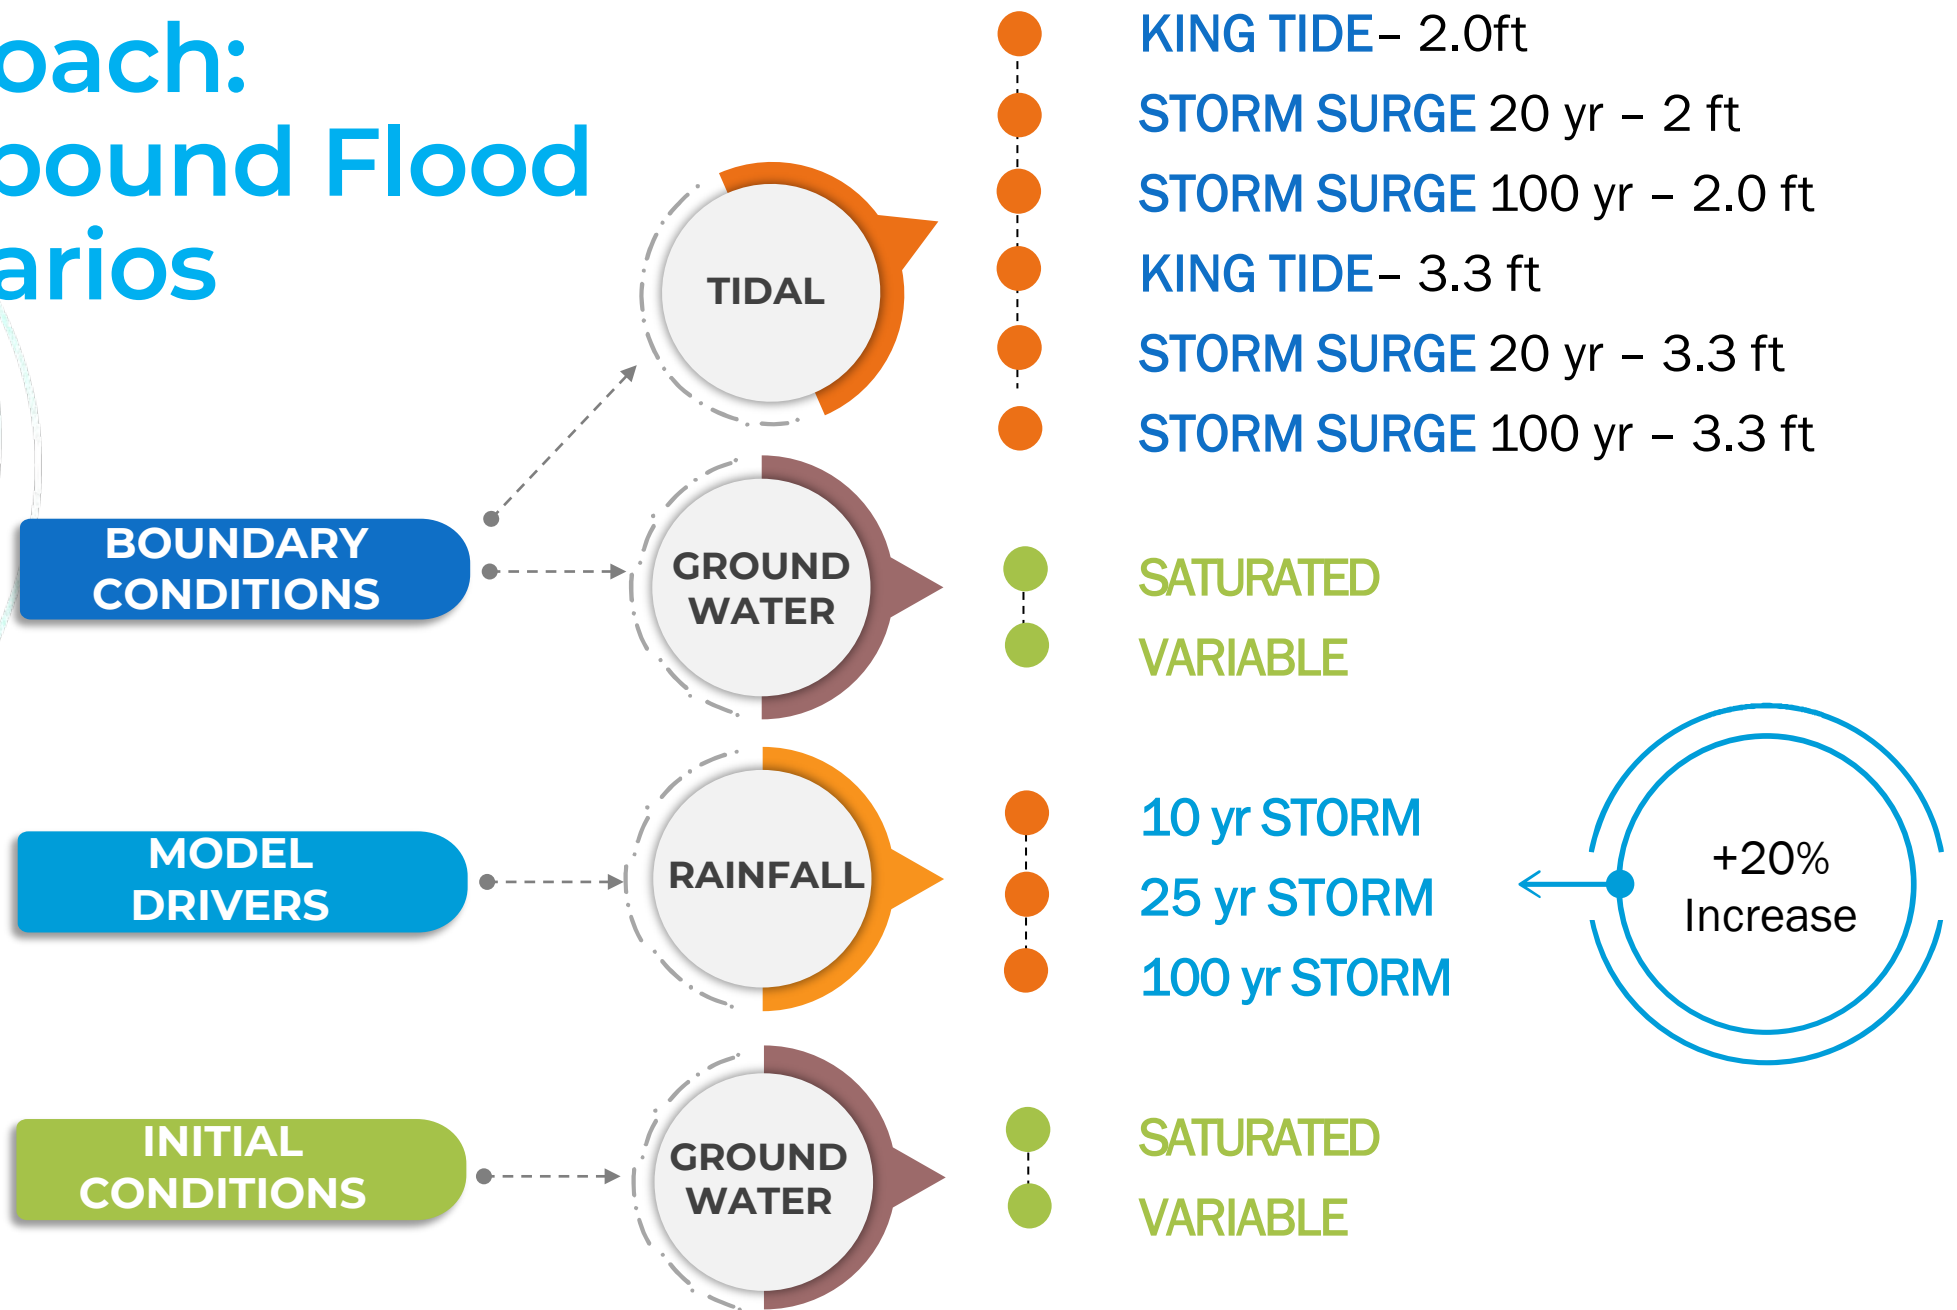 oach:
pound Flood
arios
KING TIDE– 2.0ft
STORM SURGE 20 yr – 2 ft
STORM SURGE 100 yr – 2.0 ft
KING TIDE– 3.3 ft
STORM SURGE 20 yr – 3.3 ft
STORM SURGE 100 yr – 3.3 ft
TIDAL
BOUNDARY
CONDITIONS
GROUND
WATER
SATURATED
VARIABLE
MODEL
DRIVERS
RAINFALL
10 yr STORM
25 yr STORM
100 yr STORM
+20%
Increase
INITIAL
CONDITIONS
GROUND
WATER
SATURATED
VARIABLE